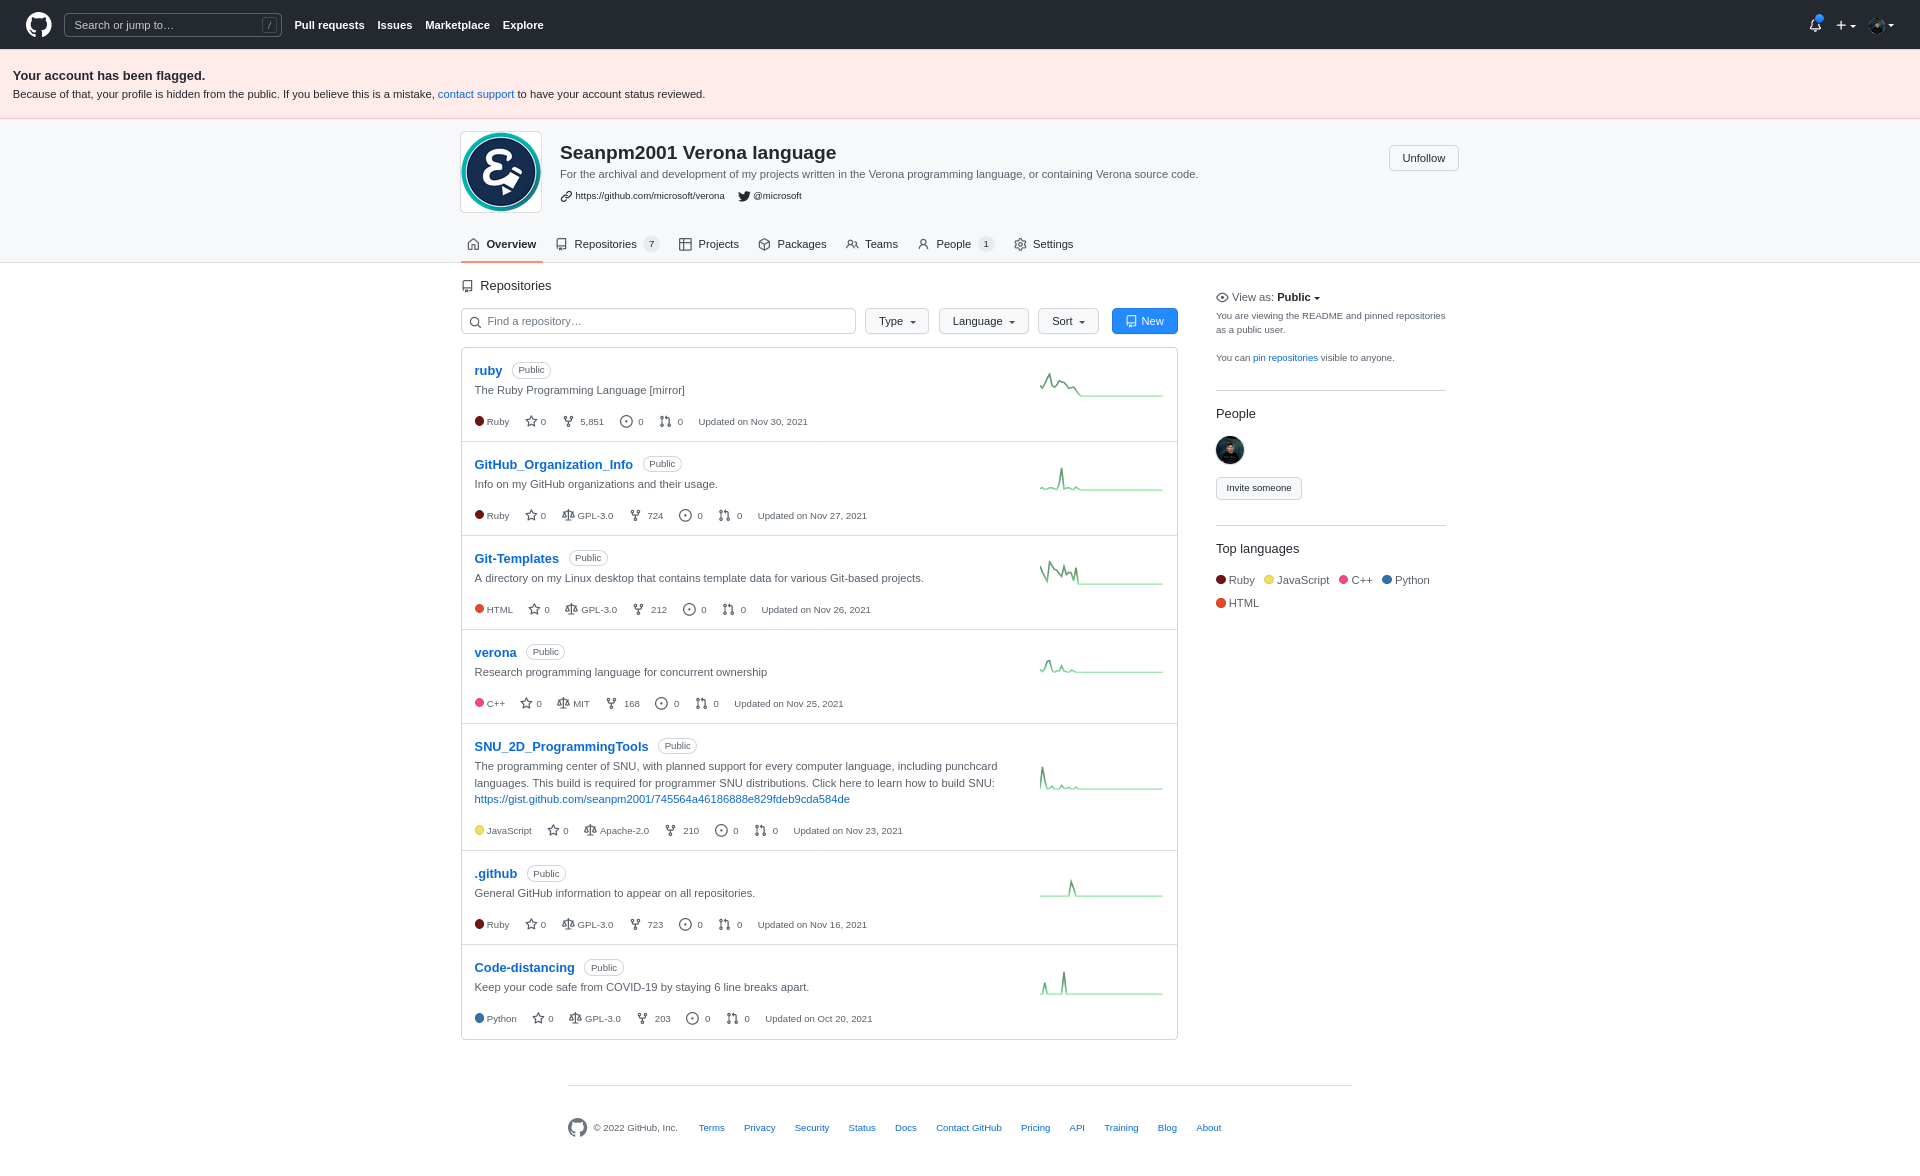 Search or jump to… /
Pull requests Issues Marketplace Explore
Your account has been flagged.
Because of that, your profile is hidden from the public. If you believe this is a mistake, contact support to have your account status reviewed.
Seanpm2001 Verona language
For the archival and development of my projects written in the Verona programming language, or containing Verona source code.
https://github.com/microsoft/verona @microsoft
Unfollow
Overview Repositories 7 Projects Packages Teams People 1 Settings
Repositories
Find a repository… Type Language Sort New
ruby Public
The Ruby Programming Language [mirror]
Ruby 0 5,851 0 0 Updated on Nov 30, 2021
GitHub_Organization_Info Public
Info on my GitHub organizations and their usage.
Ruby 0 GPL-3.0 724 0 0 Updated on Nov 27, 2021
Git-Templates Public
A directory on my Linux desktop that contains template data for various Git-based projects.
HTML 0 GPL-3.0 212 0 0 Updated on Nov 26, 2021
verona Public
Research programming language for concurrent ownership
C++ 0 MIT 168 0 0 Updated on Nov 25, 2021
SNU_2D_ProgrammingTools Public
The programming center of SNU, with planned support for every computer language, including punchcard
languages. This build is required for programmer SNU distributions. Click here to learn how to build SNU:
https://gist.github.com/seanpm2001/745564a46186888e829fdeb9cda584de
JavaScript 0 Apache-2.0 210 0 0 Updated on Nov 23, 2021
.github Public
General GitHub information to appear on all repositories.
Ruby 0 GPL-3.0 723 0 0 Updated on Nov 16, 2021
Code-distancing Public
Keep your code safe from COVID-19 by staying 6 line breaks apart.
Python 0 GPL-3.0 203 0 0 Updated on Oct 20, 2021
View as: Public
You are viewing the README and pinned repositories
as a public user.
You can pin repositories visible to anyone.
People
Invite someone
Top languages
Ruby JavaScript C++ Python
HTML
© 2022 GitHub, Inc. Terms Privacy Security Status Docs Contact GitHub Pricing API Training Blog About